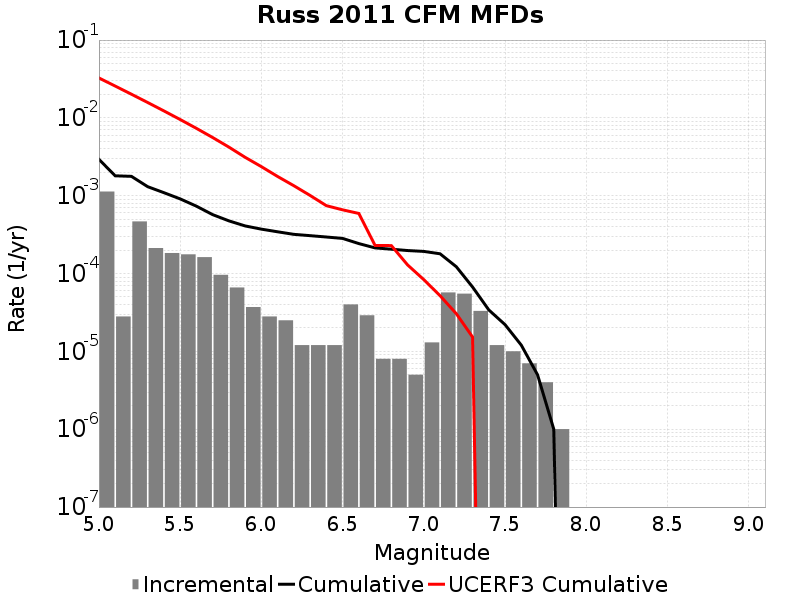 Russ 2011 CFM MFDs
10-1
10-2
10-3
10-4
10-5
10-6
10-7
Rate (1/yr)
5.0 5.5 6.0 6.5 7.0 7.5 8.0 8.5 9.0
Magnitude
Incremental Cumulative UCERF3 Cumulative